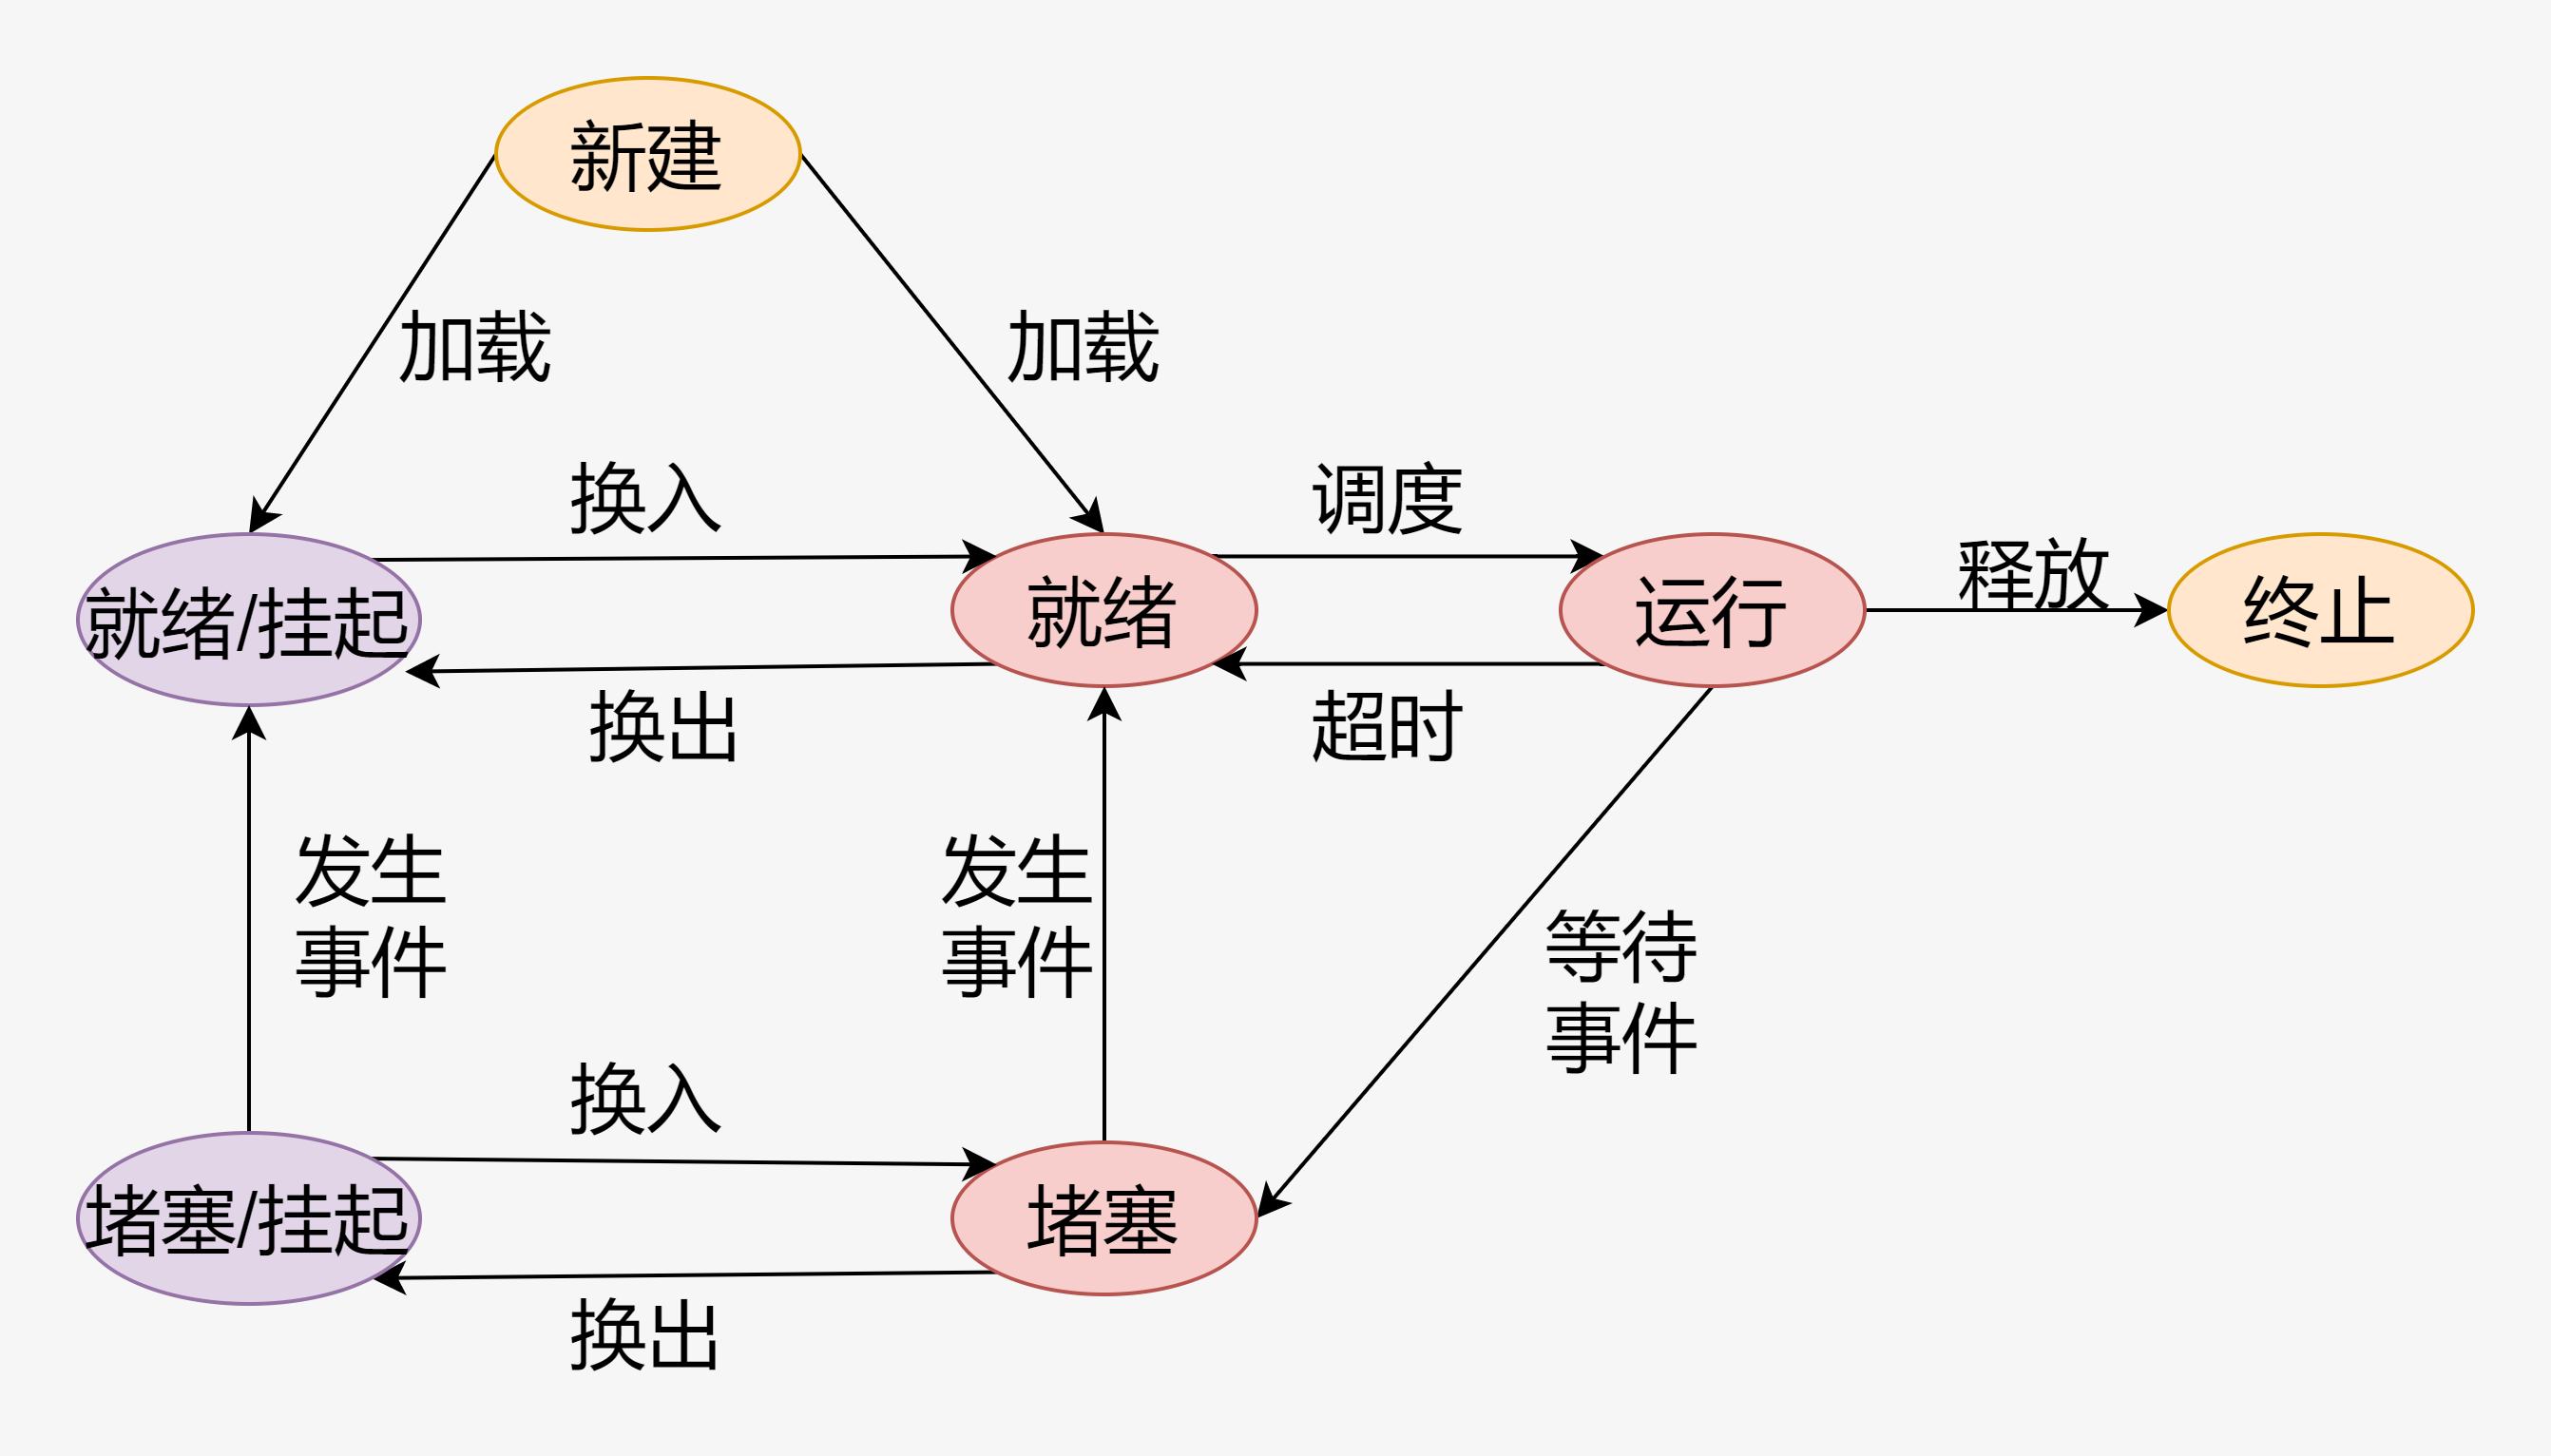 新建
加载
加载
换入
调度
就绪/挂起
就绪
运行
释放
终止
换出
超时
发生
事件
发生
事件
等待
事件
换入
堵塞/挂起
堵塞
换出